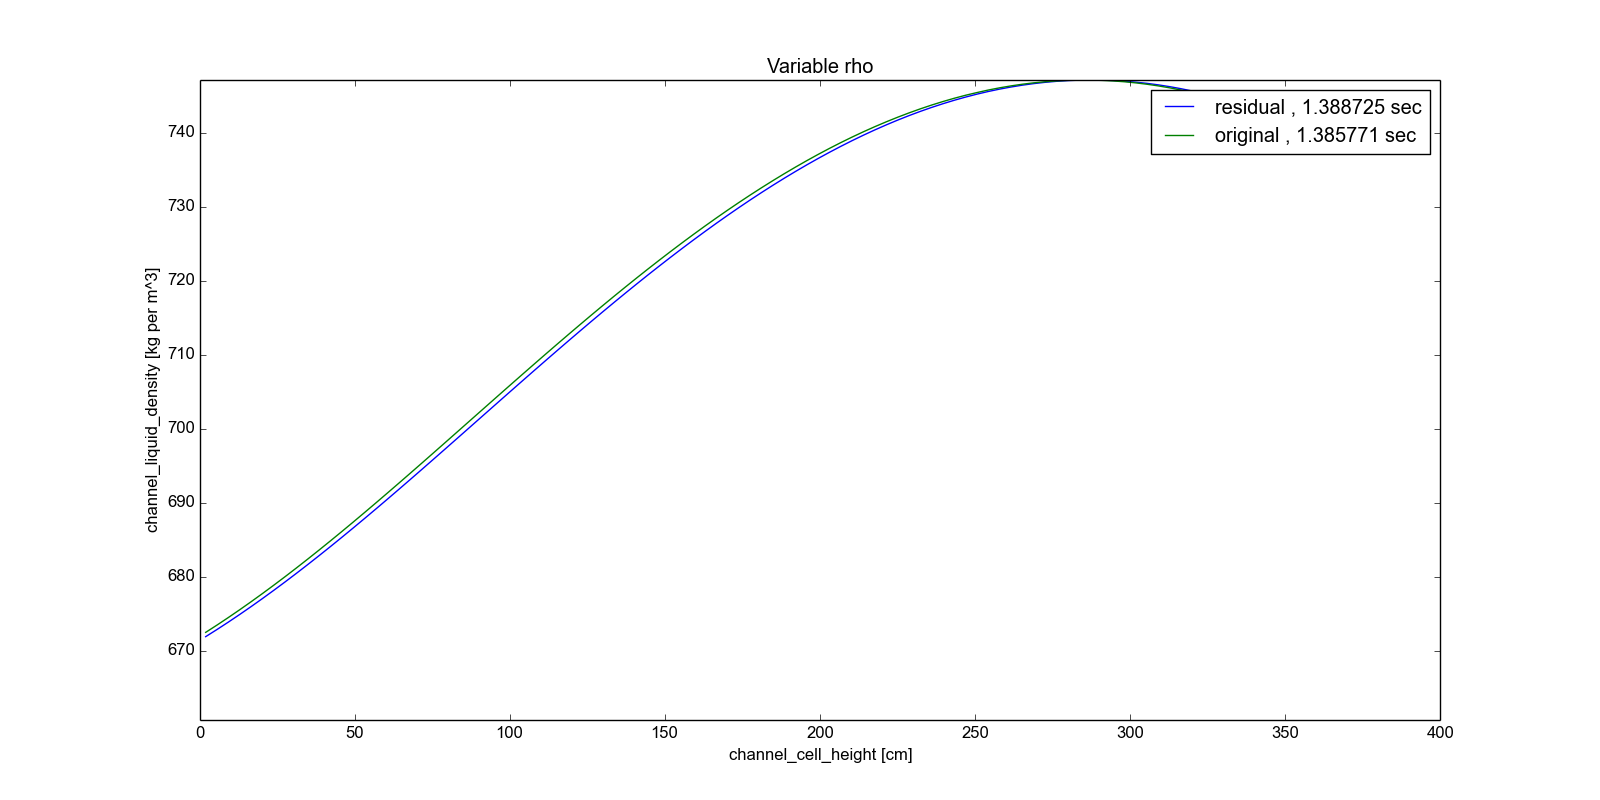 Variable rho
residual , 1.388725 sec
original , 1.385771 sec
channel_liquid_density [kg per m^3]
740
730
720
710
700
690
680
670
0 50 100 150 200 250 300 350 400
channel_cell_height [cm]